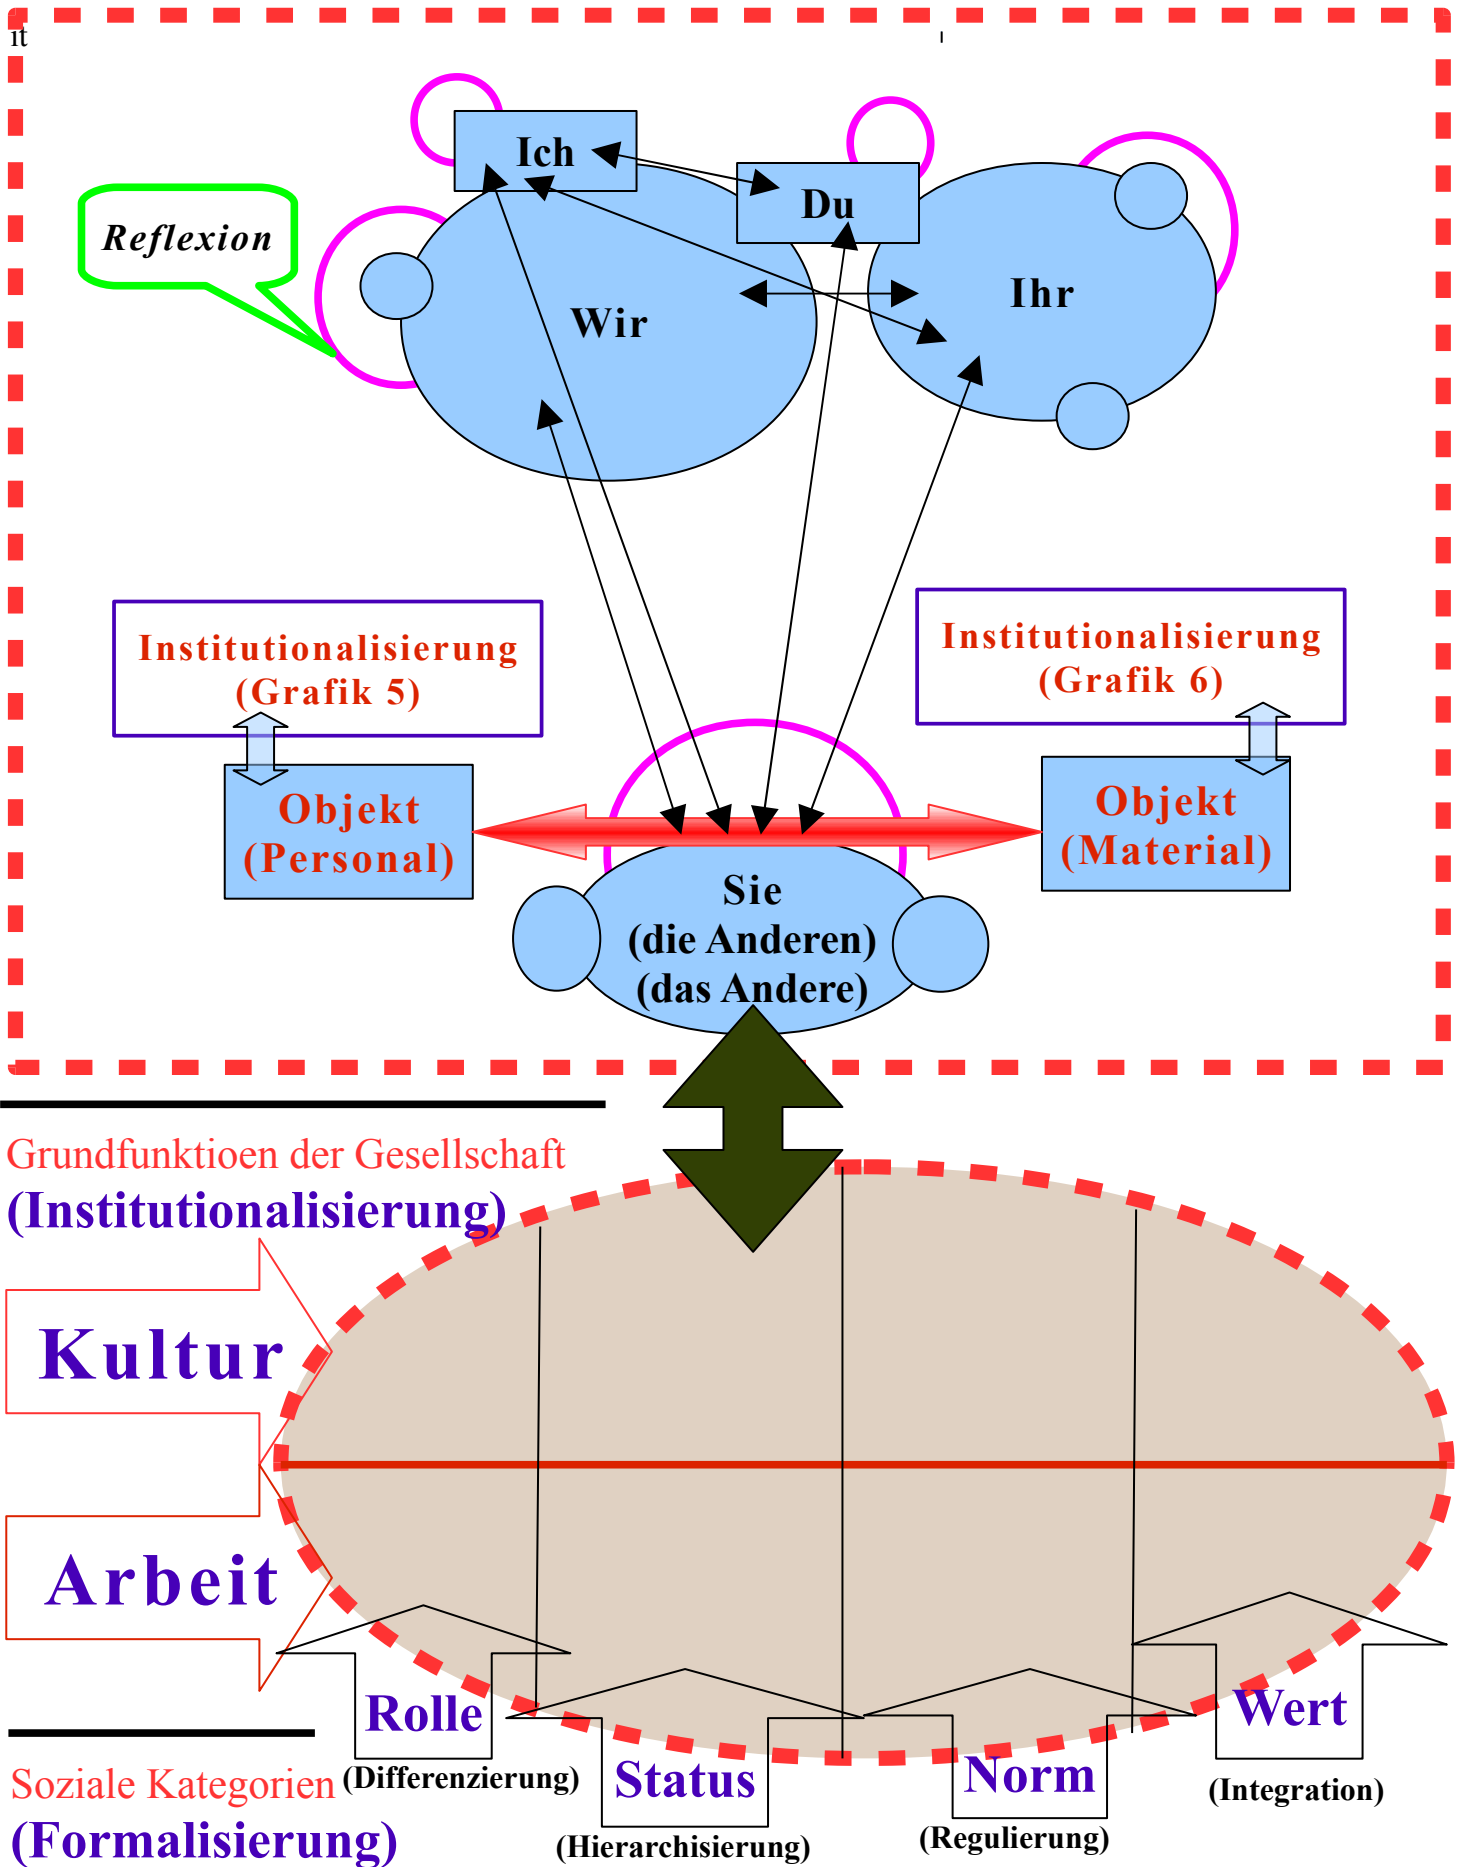 it
Ich
Du
Reflexion
Ihr
Wir
Institutionalisierung
(Grafik 5)
Institutionalisierung
(Grafik 6)
Objekt
(Personal)
Objekt
(Material)
Sie
(die Anderen)
(das Andere)
Grundfunktioen der Gesellschaft
(Institutionalisierung)
Kultur
Arbeit
Rolle
(Differenzierung)
Status
(Hierarchisierung)
Norm
(Regulierung)
Wert
(Integration)
Soziale Kategorien
(Formalisierung)